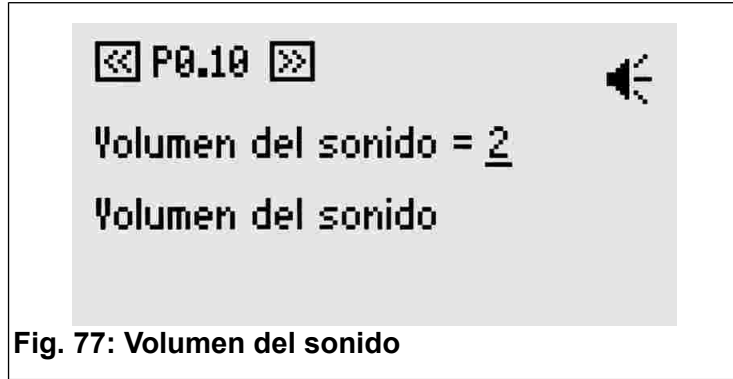 ≪ P0.10 ≫
Volumen del sonido = 2
Volumen del sonido
Fig. 77: Volumen del sonido